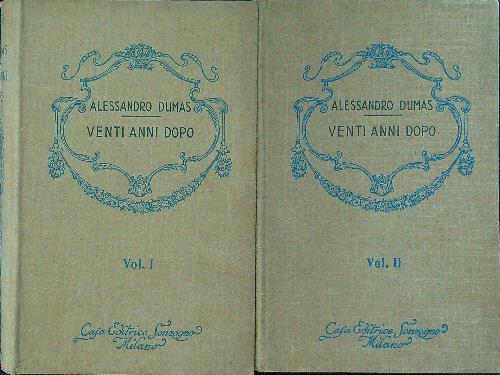 ALESSANDRO DUMAS
VENTI ANNI DOPO
Vol. I
Casa Editrice Sonzogno
Milano
ALESSANDRO DUMAS
VENTI ANNI DOPO
Vol. II
Casa Editrice Sonzogno
Milano